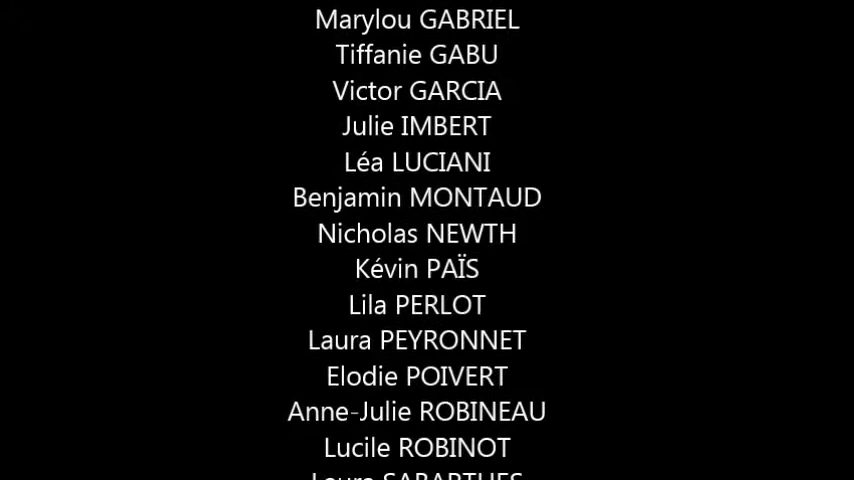 Marylou GABRIEL
Tiffanie GABU
Victor GARCIA
Julie IMBERT
Léa LUCIANI
Benjamin MONTAUD
Nicholas NEWTH
Kévin PAÏS
Lila PERLOT
Laura PEYRONNET
Elodie POIVERT
Anne-Julie ROBINEAU
Lucile ROBINOT